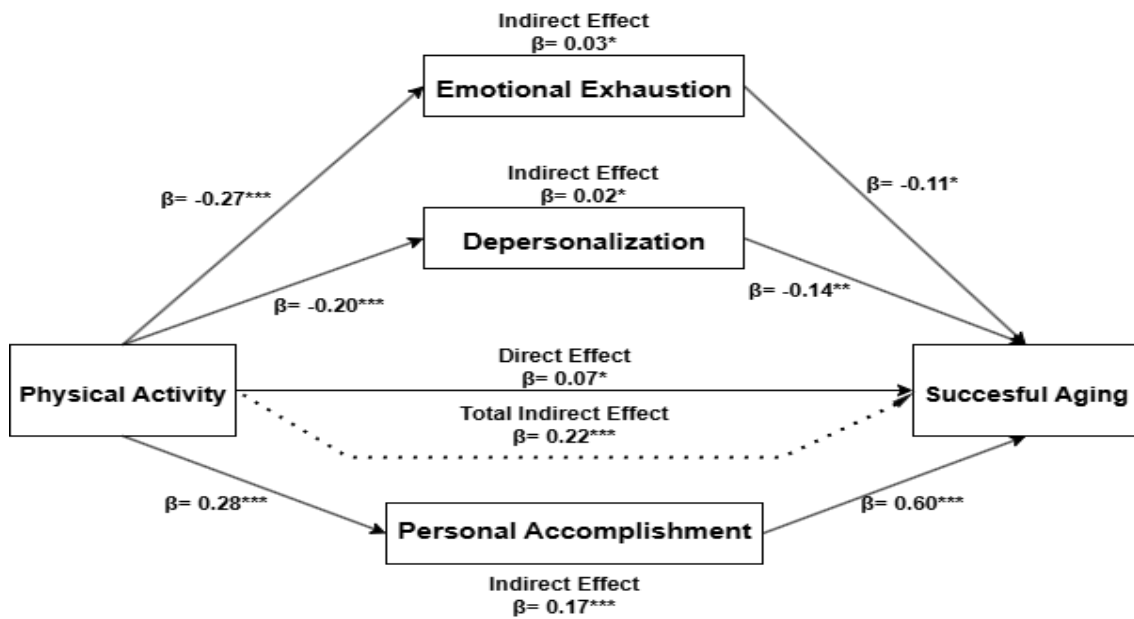 Indirect Effect
β= 0.03*
Emotional Exhaustion
β= -0.27***
β= -0.11*
Indirect Effect
β= 0.02*
Depersonalization
β= -0.20***
β= -0.14**
Direct Effect
β= 0.07*
Physical Activity
Succesful Aging
Total Indirect Effect
β= 0.22***
β= 0.28***
β= 0.60***
Personal Accomplishment
Indirect Effect
β= 0.17***